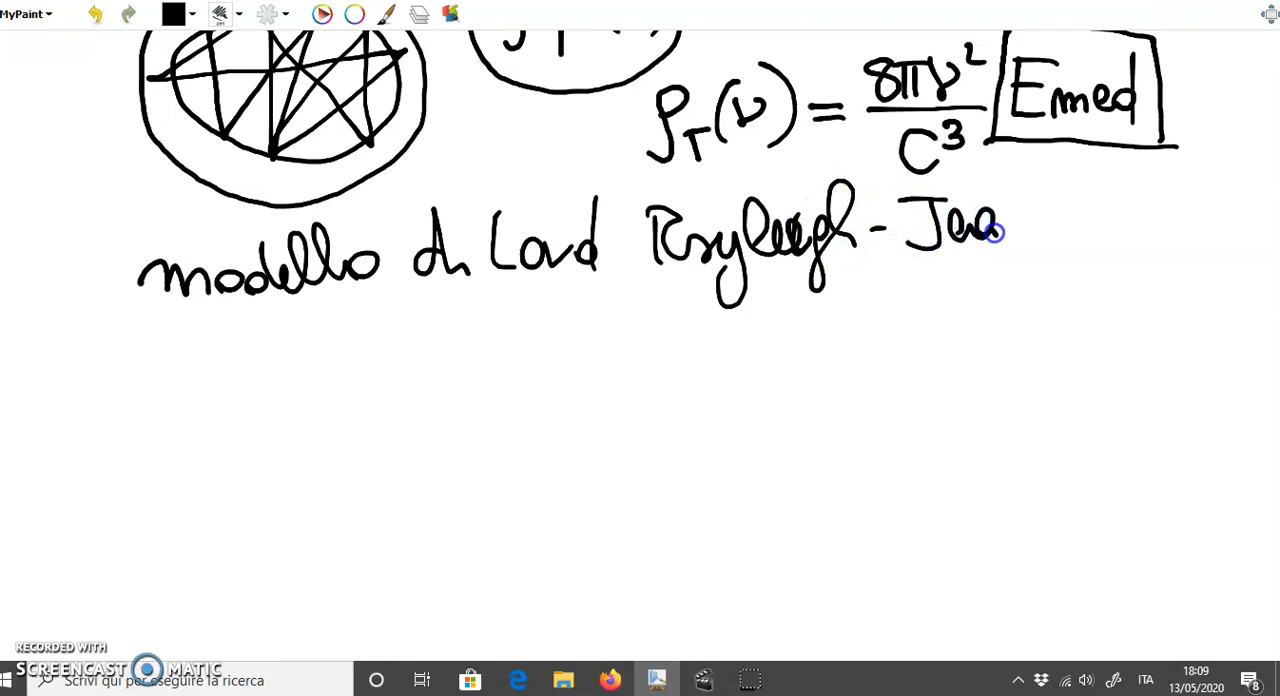 MyPaint
ρT(ν) = 8πν² / C³ Emed
modello di Lord Rayleigh - Jea
RECORDED WITH
SCREENCAST MATIC
Scrivi qui per eseguire la ricerca
ITA
18:09
13/05/2020
8